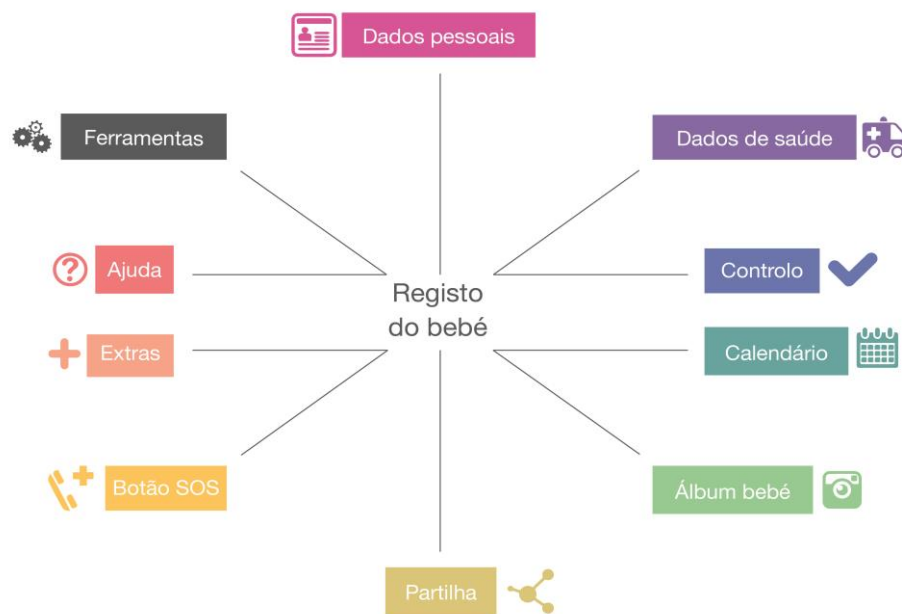 Dados pessoais
Ferramentas
Dados de saúde
Ajuda
Controlo
Registo
do bebé
Extras
Calendário
Botão SOS
Álbum bebé
Partilha